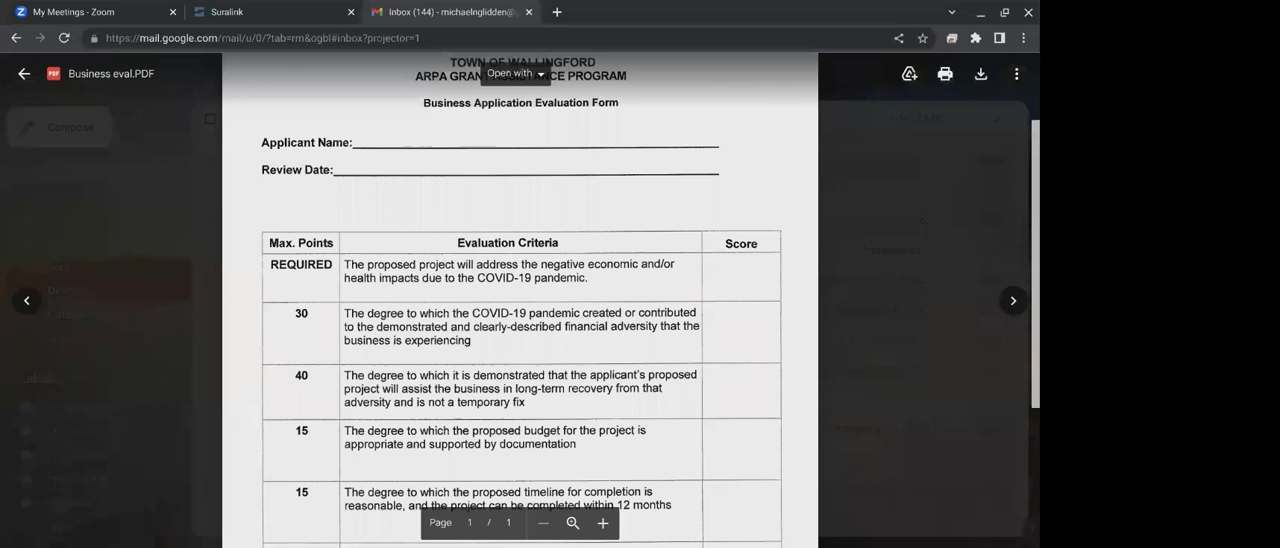 My Meetings - Zoom
Suralink
Inbox (144) - michaelnglidden@
https://mail.google.com/mail/u/0/?tab=rm&ogbl#inbox?projector=1
PDF Business eval.PDF
Open with
Compose
TOWN OF WALLINGFORD
ARPA GRANT ASSISTANCE PROGRAM
Business Application Evaluation Form
Applicant Name:
Review Date:
Max. Points Evaluation Criteria Score
REQUIRED The proposed project will address the negative economic and/or
health impacts due to the COVID-19 pandemic.
30 The degree to which the COVID-19 pandemic created or contributed
to the demonstrated and clearly-described financial adversity that the
business is experiencing
40 The degree to which it is demonstrated that the applicant's proposed
project will assist the business in long-term recovery from that
adversity and is not a temporary fix
15 The degree to which the proposed budget for the project is
appropriate and supported by documentation
15 The degree to which the proposed timeline for completion is
reasonable, and the project can be completed within 12 months
Page 1 / 1